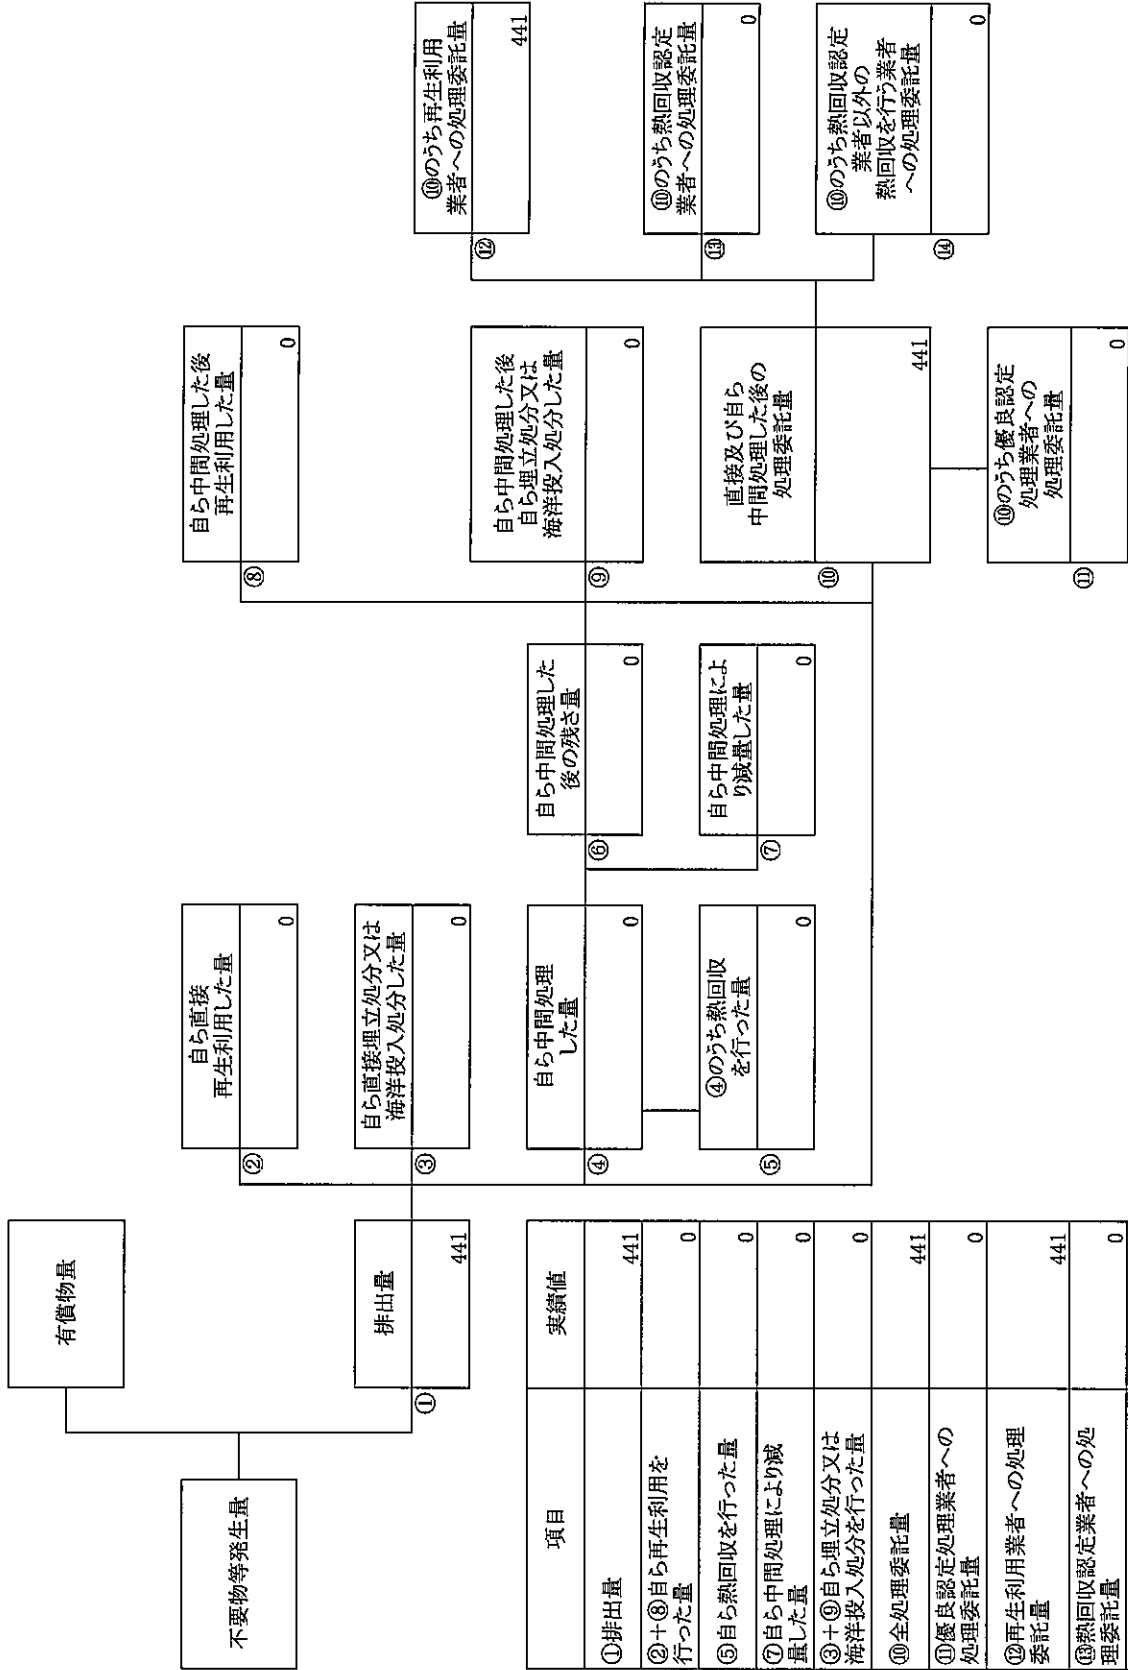 有償物量
不要物等発生量
排出量
①
441
②
自ら直接
再生利用した量
0
③
自ら直接埋立処分又は
海洋投入処分した量
0
④
自ら中間処理
した量
0
⑤
④のうち熱回収
を行った量
0
⑥
自ら中間処理した
後の残さ量
0
⑦
自ら中間処理によ
り減量した量
0
⑧
自ら中間処理した後
再生利用した量
0
⑨
自ら中間処理した後
自ら埋立処分又は
海洋投入処分した量
0
⑩
直接及び自ら
中間処理した後の
処理委託量
441
⑪
⑩のうち優良認定
処理業者への
処理委託量
0
⑫
⑩のうち再生利用
業者への処理委託量
441
⑬
⑩のうち熱回収認定
業者への処理委託量
0
⑭
⑩のうち熱回収認定
業者以外の
熱回収を行う業者
への処理委託量
0
項目 実績値
①排出量 441
②+⑧自ら再生利用を
行った量 0
⑤自ら熱回収を行った量 0
⑦自ら中間処理により減
量した量 0
③+⑨自ら埋立処分又は
海洋投入処分を行った量 0
⑩全処理委託量 441
⑪優良認定処理業者への
処理委託量 0
⑫再生利用業者への処理
委託量 441
⑬熱回収認定業者への処
理委託量 0